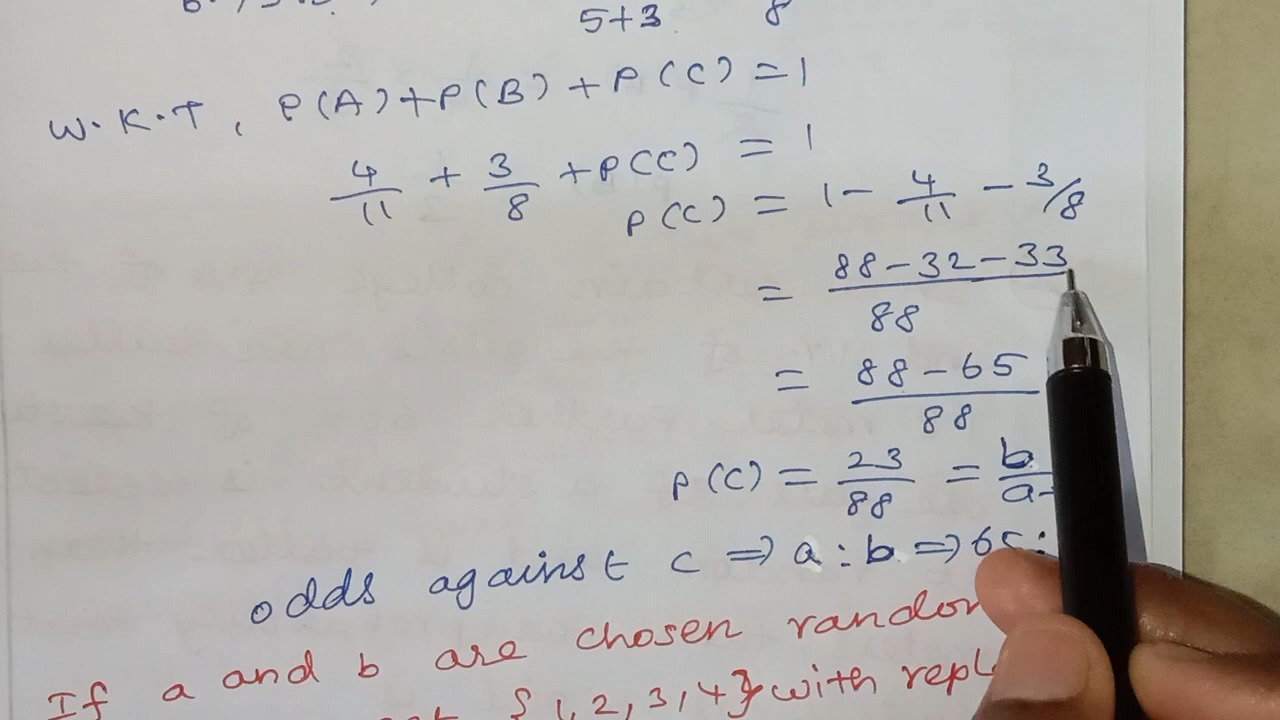 5+3 8
W.K.T, P(A)+P(B)+P(C)=1
4/11 + 3/8 +P(C) = 1
P(C) = 1- 4/11 - 3/8
= 88-32-33/88
= 88-65/88
P(C) = 23/88 = b/a-
odds against C ⇒ a:b ⇒ 65:
If a and b are chosen random
{1,2,3,4} with repl